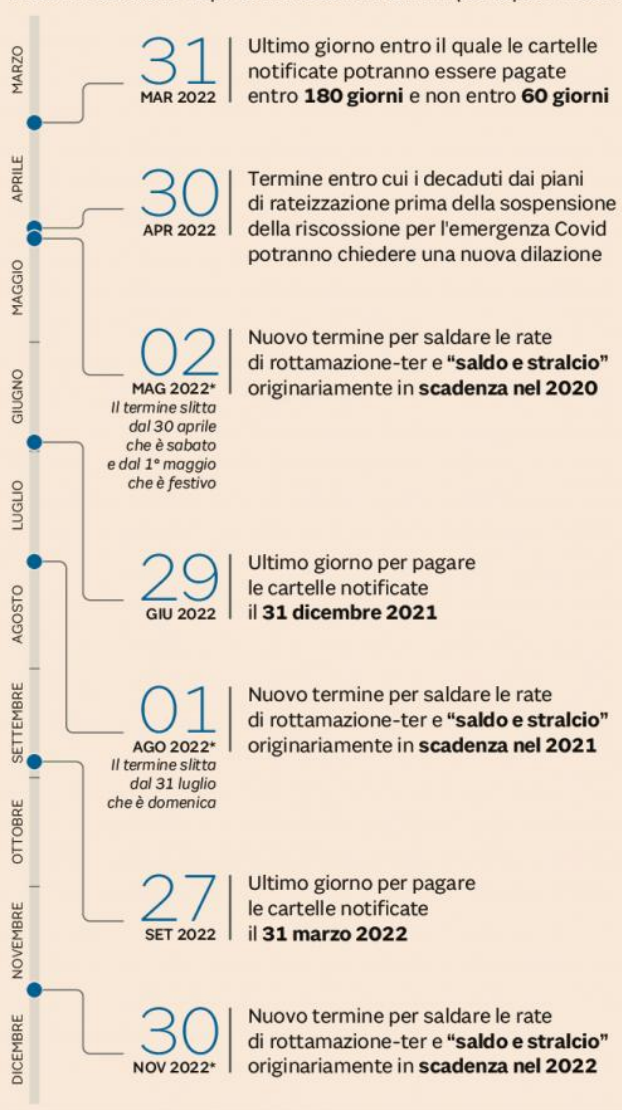 MARZO
31
MAR 2022
Ultimo giorno entro il quale le cartelle
notificate potranno essere pagate
entro 180 giorni e non entro 60 giorni
APRILE
30
APR 2022
Termine entro cui i decaduti dai piani
di rateizzazione prima della sospensione
della riscossione per l'emergenza Covid
potranno chiedere una nuova dilazione
MAGGIO
02
MAG 2022*
Il termine slitta
dal 30 aprile
che è sabato
e dal 1° maggio
che è festivo
Nuovo termine per saldare le rate
di rottamazione-ter e “saldo e stralcio”
originariamente in scadenza nel 2020
GIUGNO
LUGLIO
29
GIU 2022
Ultimo giorno per pagare
le cartelle notificate
il 31 dicembre 2021
AGOSTO
SETTEMBRE
01
AGO 2022*
Il termine slitta
dal 31 luglio
che è domenica
Nuovo termine per saldare le rate
di rottamazione-ter e “saldo e stralcio”
originariamente in scadenza nel 2021
OTTOBRE
27
SET 2022
Ultimo giorno per pagare
le cartelle notificate
il 31 marzo 2022
NOVEMBRE
DICEMBRE
30
NOV 2022*
Nuovo termine per saldare le rate
di rottamazione-ter e “saldo e stralcio”
originariamente in scadenza nel 2022